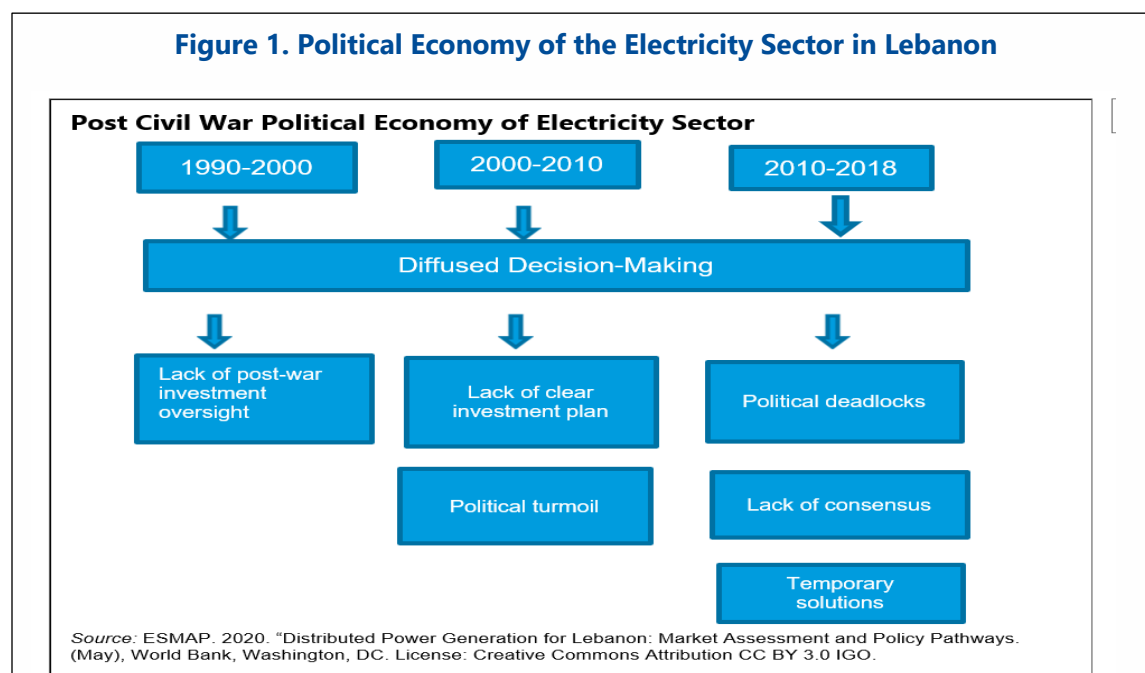 Figure 1. Political Economy of the Electricity Sector in Lebanon
Post Civil War Political Economy of Electricity Sector
1990-2000
2000-2010
2010-2018
Diffused Decision-Making
Lack of post-war
investment
oversight
Lack of clear
investment plan
Political deadlocks
Political turmoil
Lack of consensus
Temporary
solutions
Source: ESMAP. 2020. “Distributed Power Generation for Lebanon: Market Assessment and Policy Pathways.
(May), World Bank, Washington, DC. License: Creative Commons Attribution CC BY 3.0 IGO.